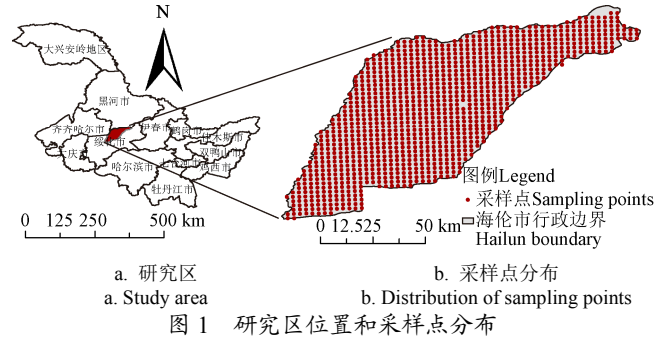 N
大兴安岭地区
黑河市
齐齐哈尔市
伊春市
鹤岗市
佳木斯市
绥化市
双鸭山市
大庆市
七台河市
鸡西市
哈尔滨市
牡丹江市
0 125 250 500 km
图例Legend
采样点Sampling points
海伦市行政边界
Hailun boundary
0 12.525 50 km
a. 研究区
a. Study area
b. 采样点分布
b. Distribution of sampling points
图 1 研究区位置和采样点分布